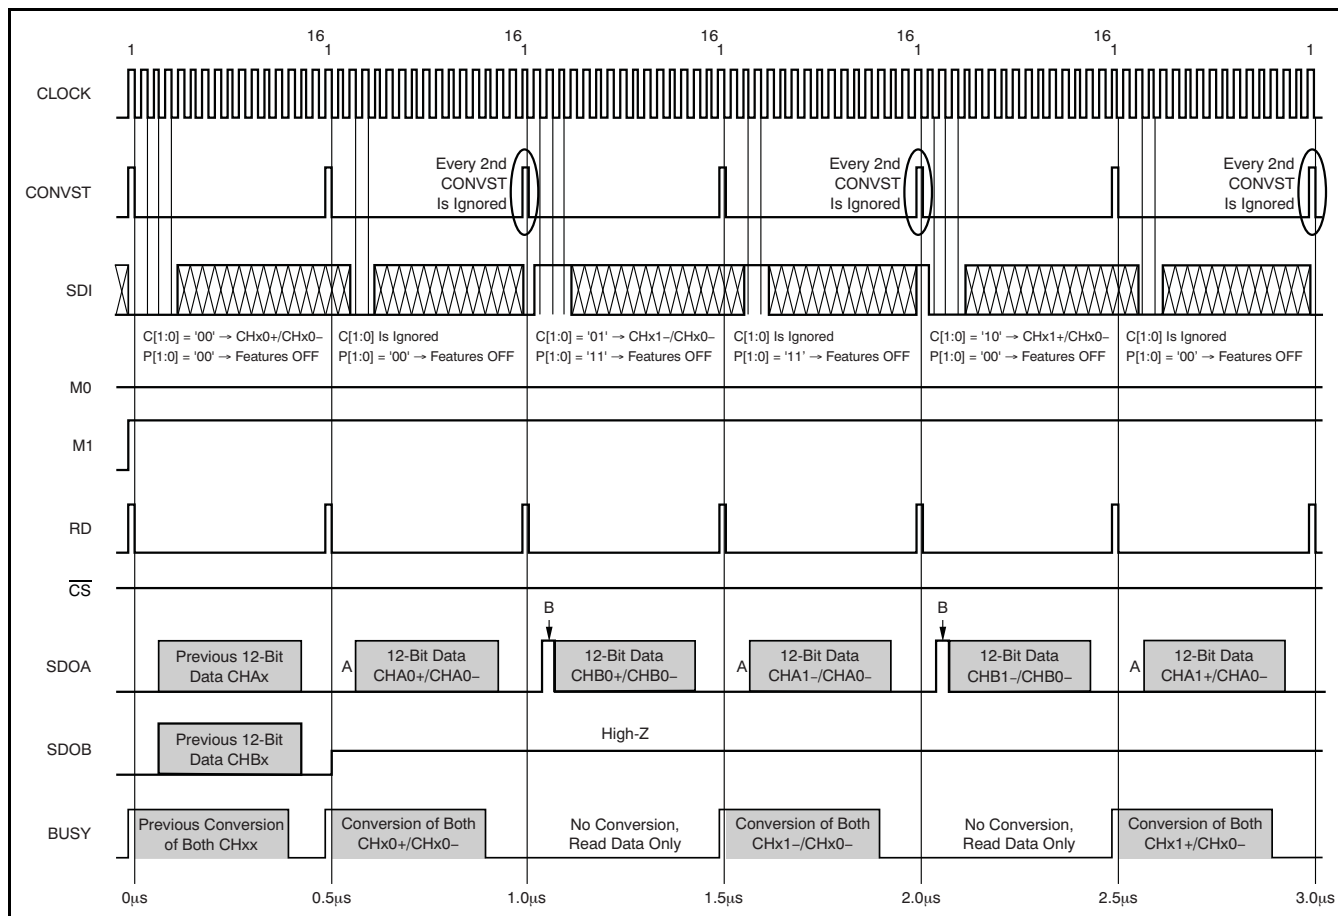 16 16 16 16 16
1 1 1 1 1 1 1
CLOCK
CONVST
Every 2nd
CONVST
Is Ignored
Every 2nd
CONVST
Is Ignored
Every 2nd
CONVST
Is Ignored
SDI
C[1:0] = '00' → CHx0+/CHx0–
P[1:0] = '00' → Features OFF
C[1:0] Is Ignored
P[1:0] = '00' → Features OFF
C[1:0] = '01' → CHx1–/CHx0–
P[1:0] = '11' → Features OFF
C[1:0] Is Ignored
P[1:0] = '11' → Features OFF
C[1:0] = '10' → CHx1+/CHx0–
P[1:0] = '00' → Features OFF
C[1:0] Is Ignored
P[1:0] = '00' → Features OFF
M0
M1
RD
CS
B
B
SDOA
Previous 12-Bit
Data CHAx
A
12-Bit Data
CHA0+/CHA0–
12-Bit Data
CHB0+/CHB0–
A
12-Bit Data
CHA1–/CHA0–
12-Bit Data
CHB1–/CHB0–
A
12-Bit Data
CHA1+/CHA0–
SDOB
Previous 12-Bit
Data CHBx
High-Z
BUSY
Previous Conversion
of Both CHxx
Conversion of Both
CHx0+/CHx0–
No Conversion,
Read Data Only
Conversion of Both
CHx1–/CHx0–
No Conversion,
Read Data Only
Conversion of Both
CHx1+/CHx0–
0μs 0.5μs 1.0μs 1.5μs 2.0μs 2.5μs 3.0μs